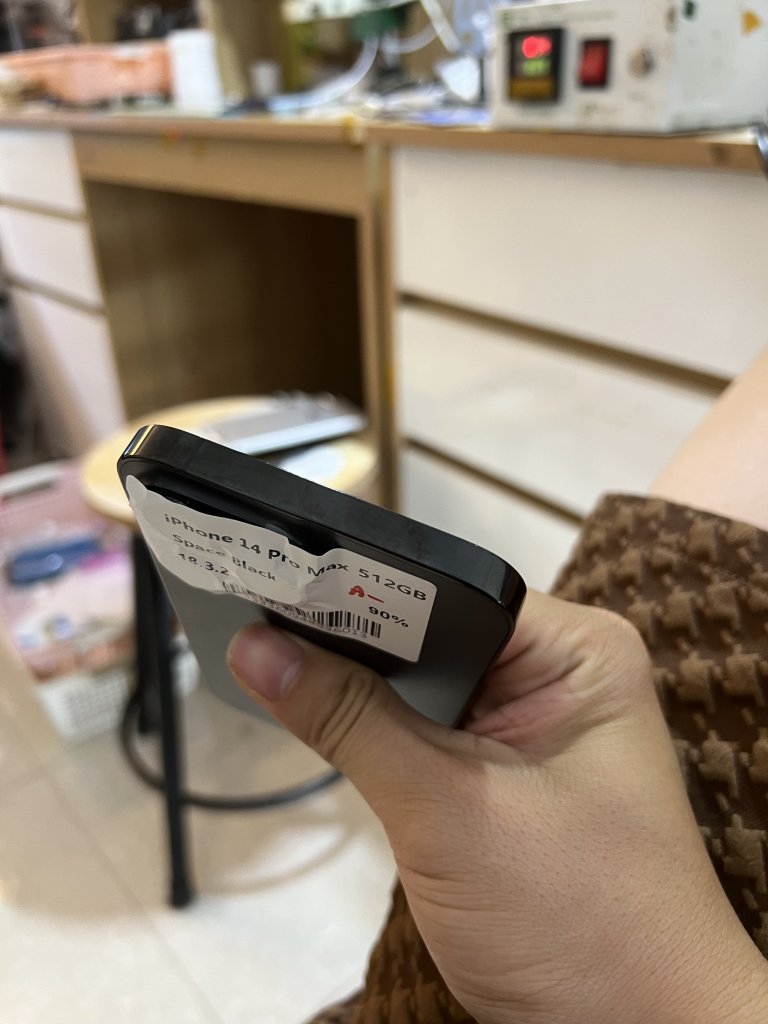 iPhone 14 Pro Max 512GB
Space Black
18.3.2
A-
90%